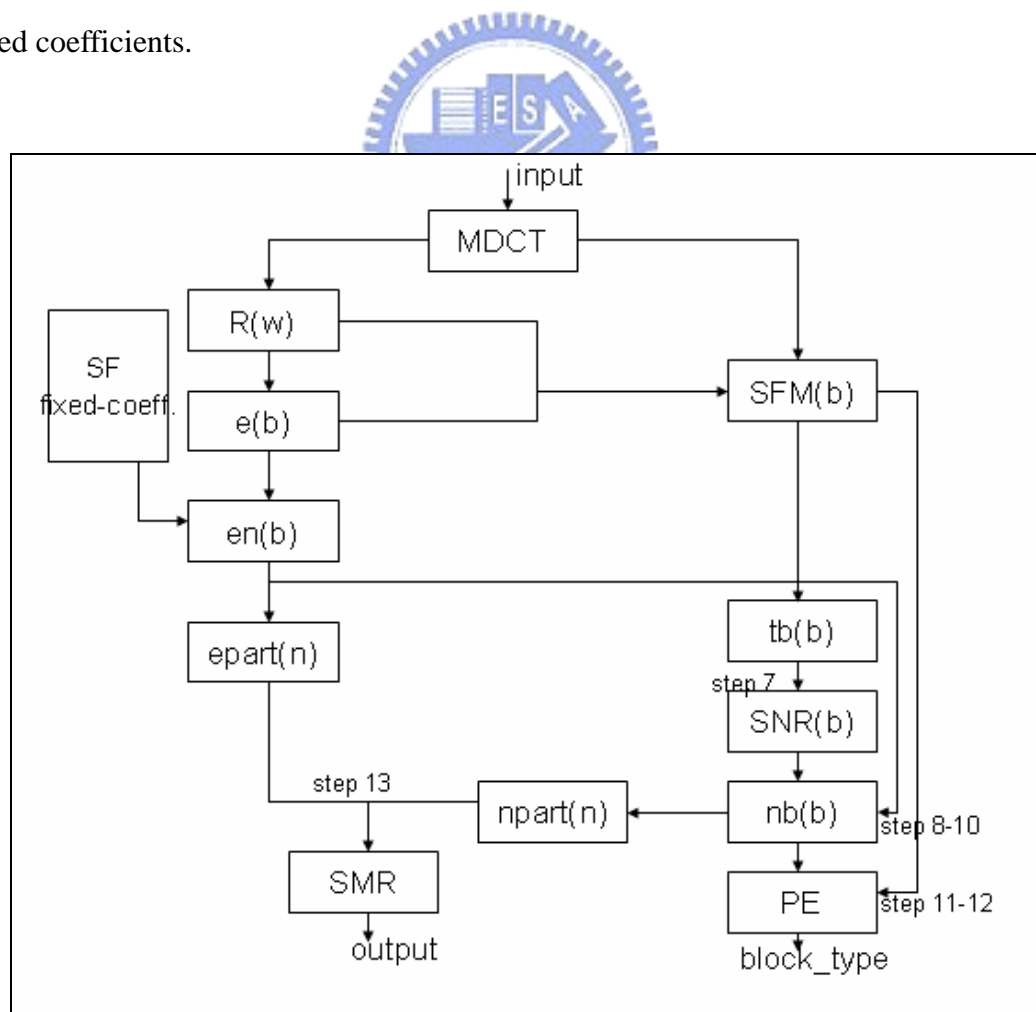 ed coefficients.
E S A
input
MDCT
R(w)
SF
fixed-coeff.
SFM(b)
e(b)
en(b)
tb(b)
epart(n)
step 7
SNR(b)
step 13
npart(n)
nb(b)
step 8-10
SMR
PE
step 11-12
output
block_type